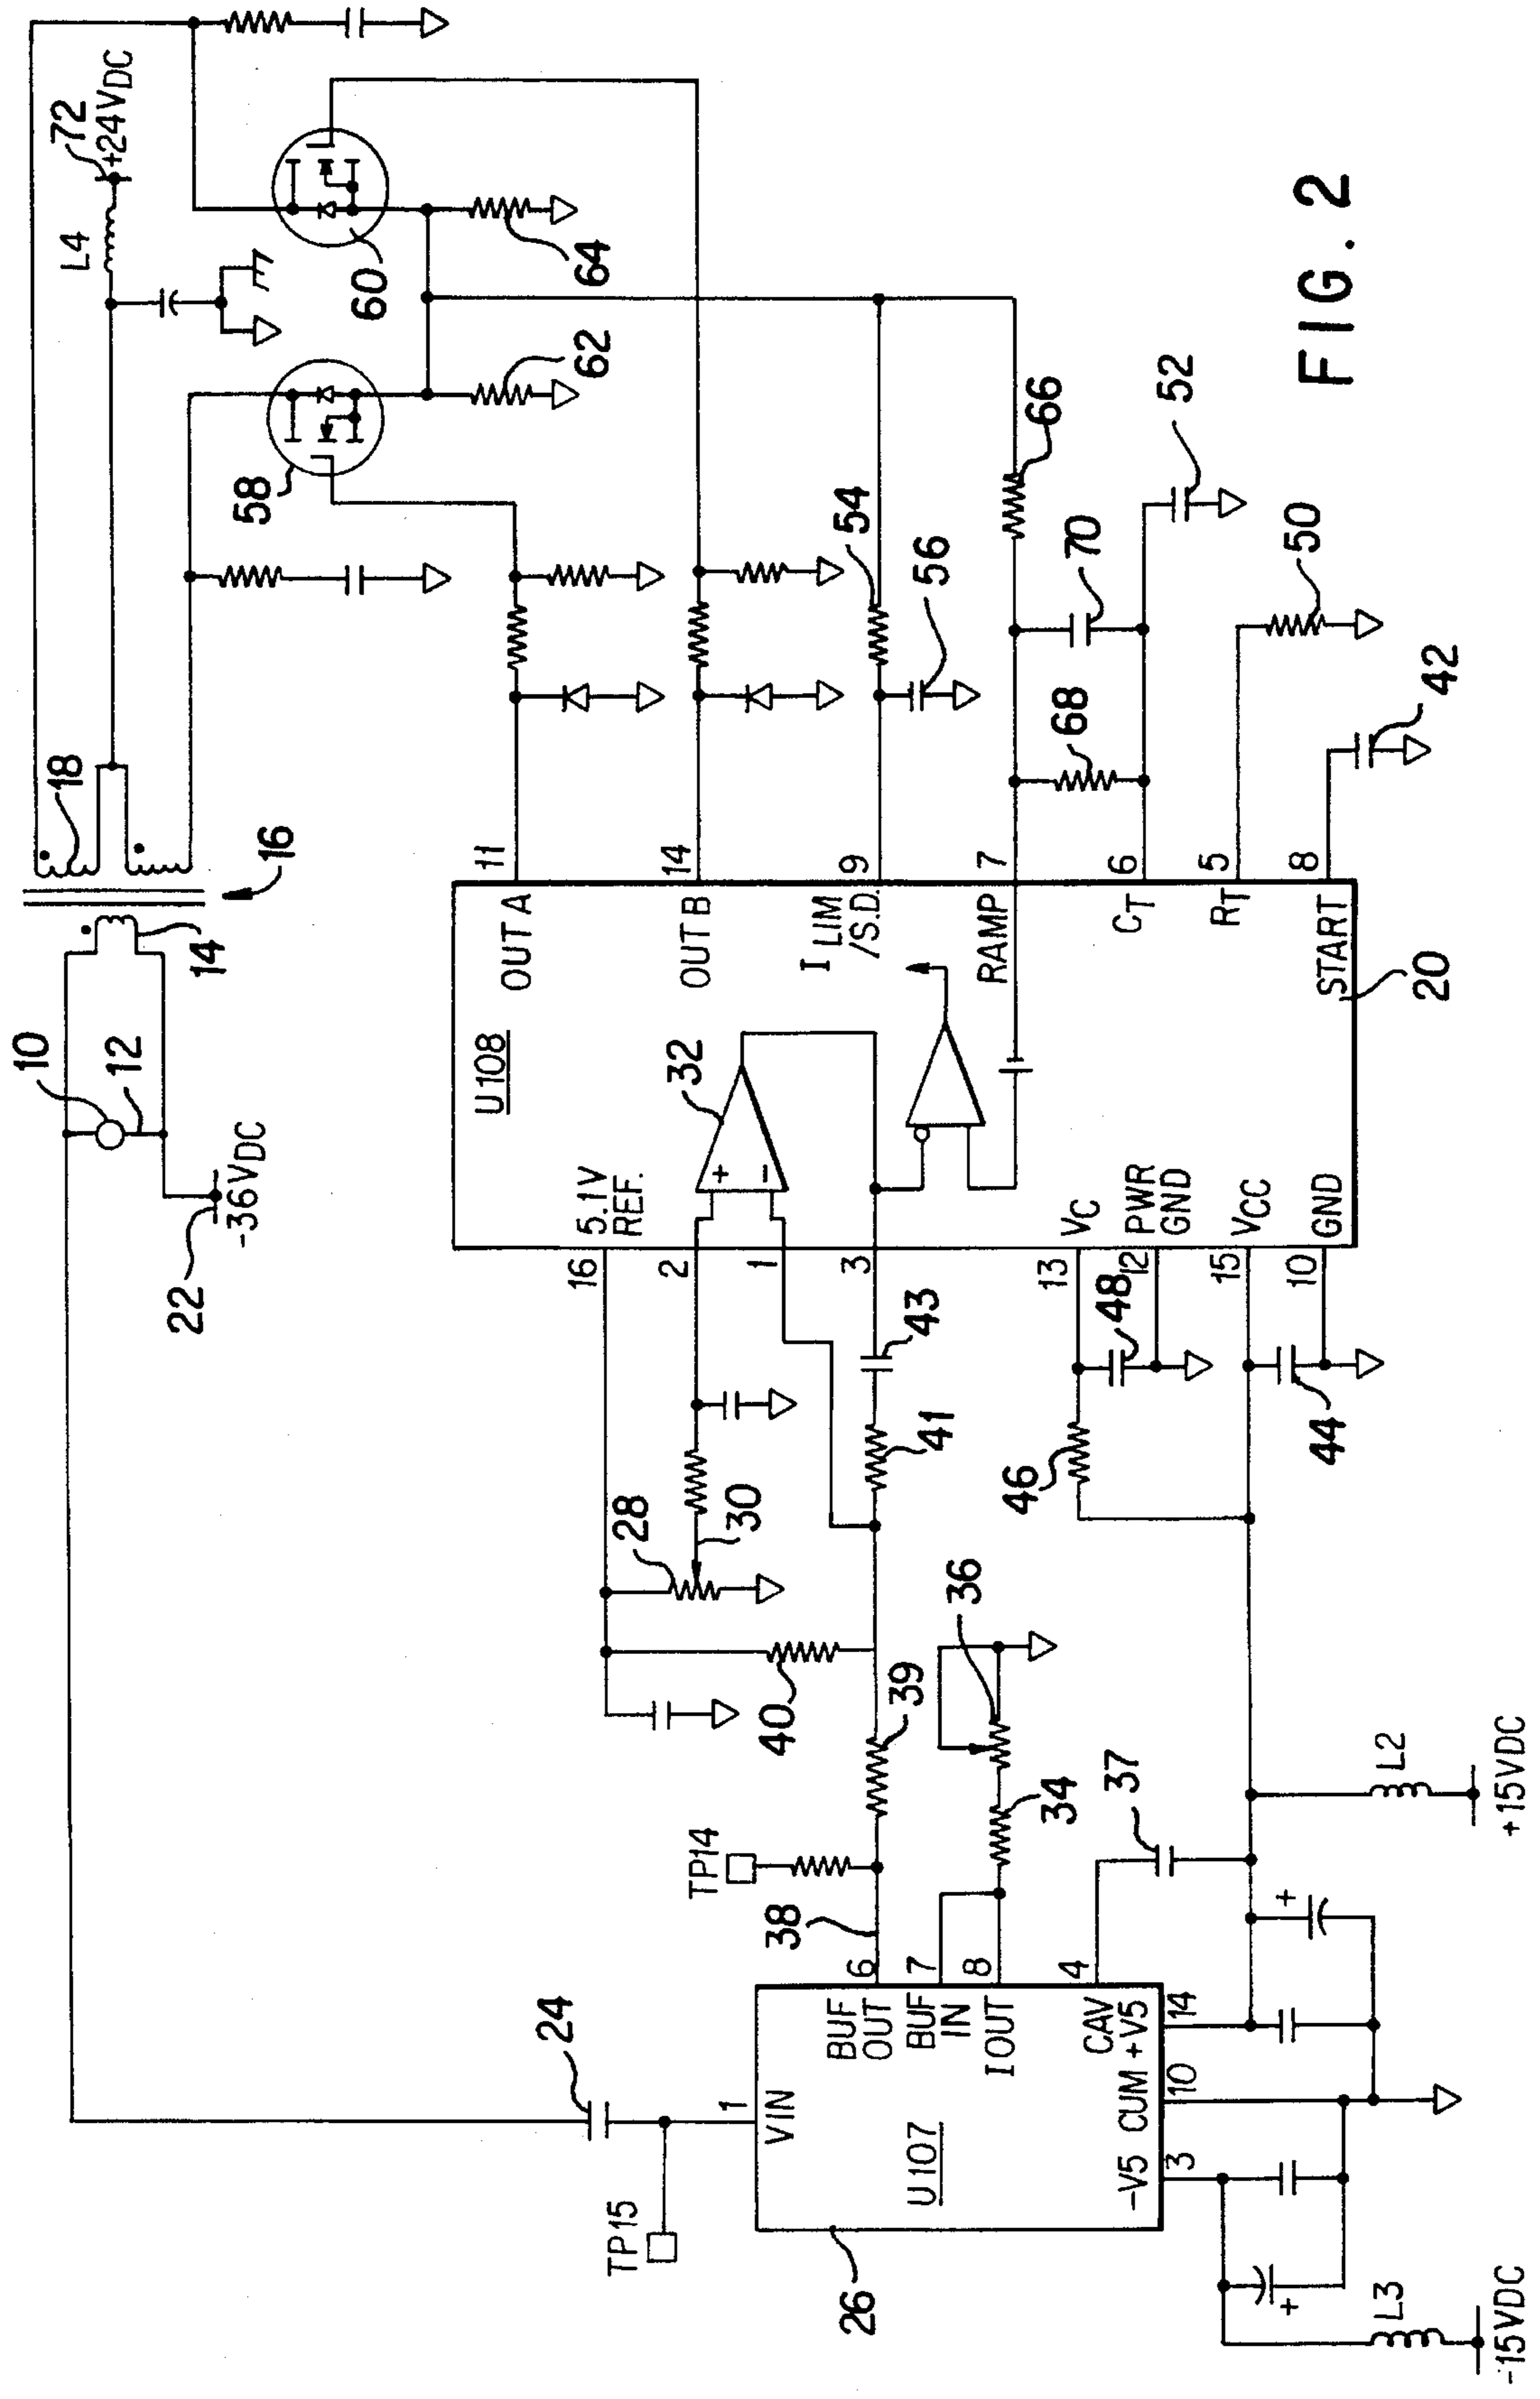 10
12
14
16
18
22
-36VDC
L4
72
+24VDC
58
60
62
64
24
TP15
1
VIN
U107
26
BUF
OUT
6
BUF
IN
7
IOUT
8
CAV
4
+V5
14
CUM
10
-V5
3
L3
-15VDC
L2
+15VDC
TP14
38
39
40
28
30
41
43
34
36
37
46
48
44
U108
5.1V
REF.
16
2
1
3
+
-
32
VC
13
PWR
GND
12
VCC
15
GND
10
OUT A
11
OUT B
14
I LIM
/S.D.
9
RAMP
7
CT
6
RT
5
START
8
20
54
56
66
68
70
52
50
42
+
+
FIG. 2